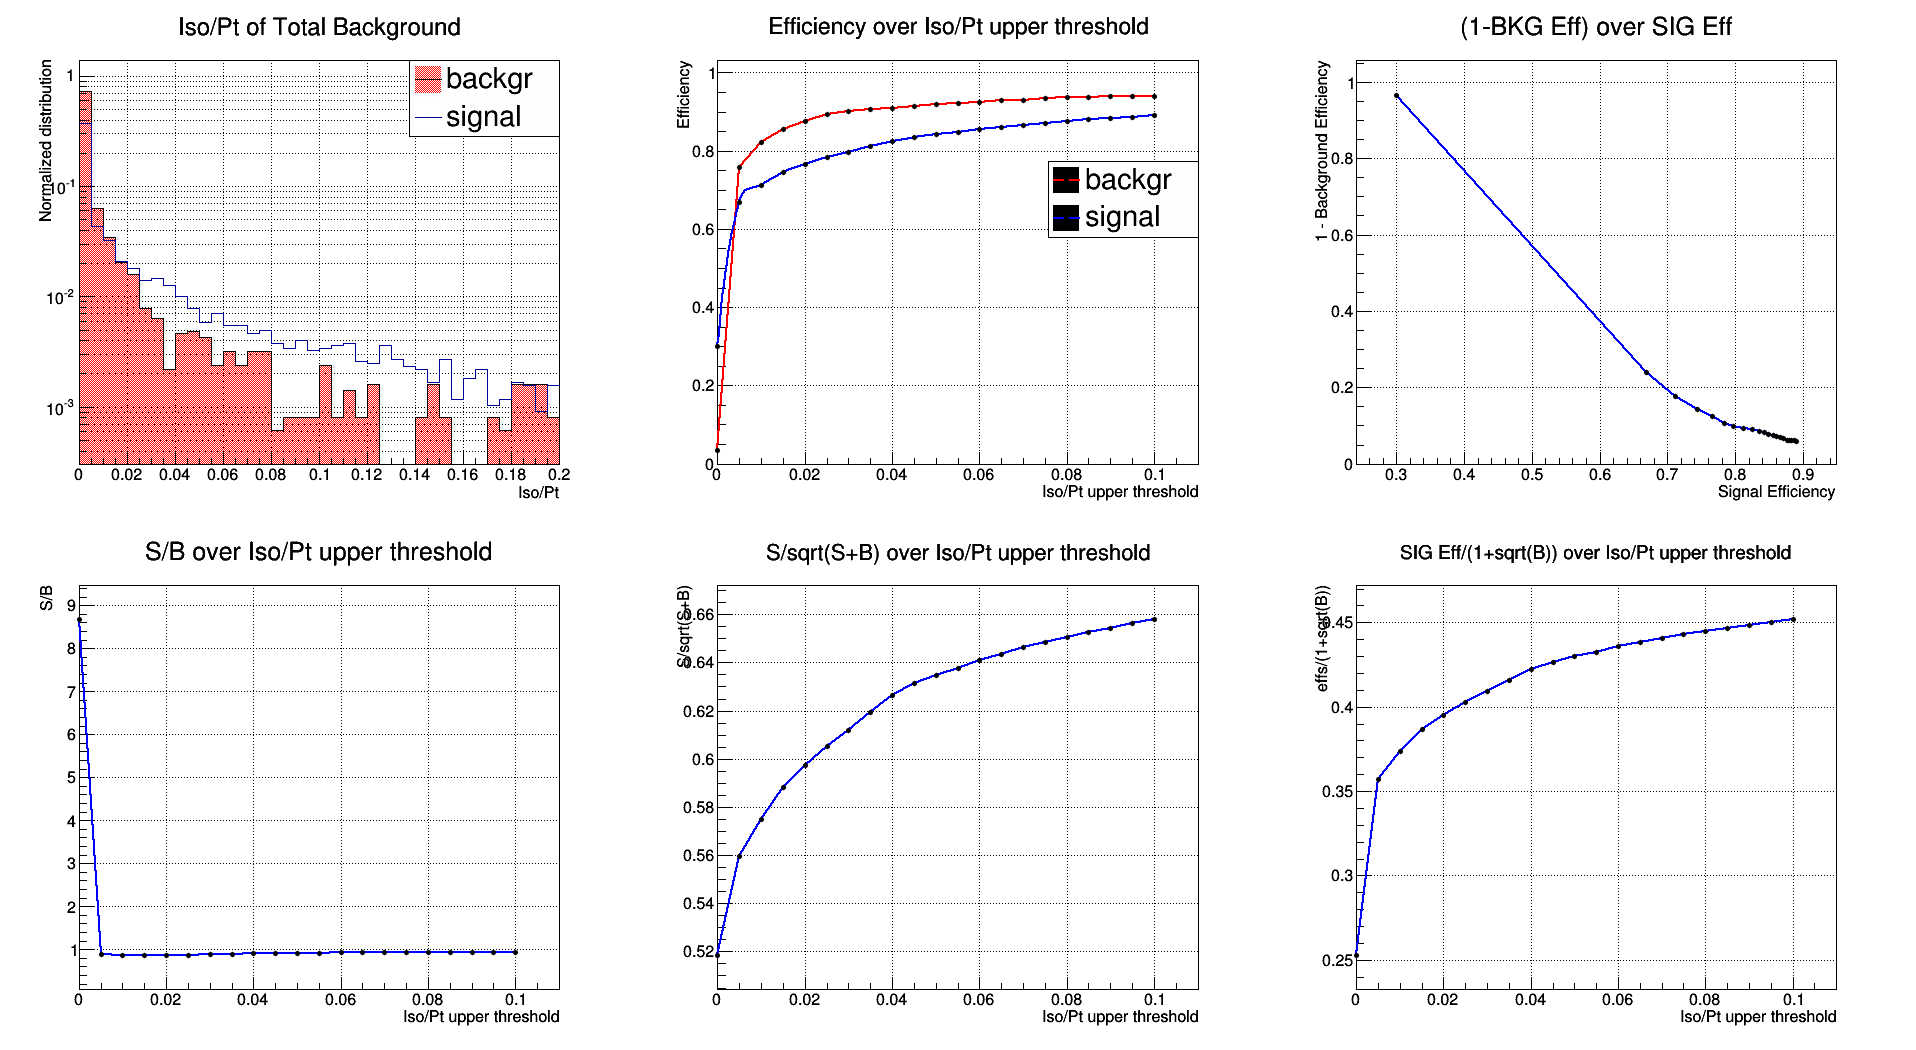 Iso/Pt of Total Background
Normalized distribution
1
10-1
10-2
10-3
backgr
signal
0 0.02 0.04 0.06 0.08 0.1 0.12 0.14 0.16 0.18 0.2
Iso/Pt
Efficiency over Iso/Pt upper threshold
Efficiency
1
0.8
0.6
0.4
0.2
0
backgr
signal
0 0.02 0.04 0.06 0.08 0.1
Iso/Pt upper threshold
(1-BKG Eff) over SIG Eff
1 - Background Efficiency
1
0.8
0.6
0.4
0.2
0
0.3 0.4 0.5 0.6 0.7 0.8 0.9
Signal Efficiency
S/B over Iso/Pt upper threshold
S/B
9
8
7
6
5
4
3
2
1
0 0.02 0.04 0.06 0.08 0.1
Iso/Pt upper threshold
S/sqrt(S+B) over Iso/Pt upper threshold
S/sqrt(S+B)
0.66
0.64
0.62
0.6
0.58
0.56
0.54
0.52
0 0.02 0.04 0.06 0.08 0.1
Iso/Pt upper threshold
SIG Eff/(1+sqrt(B)) over Iso/Pt upper threshold
effs/(1+sqrt(B))
0.45
0.4
0.35
0.3
0.25
0 0.02 0.04 0.06 0.08 0.1
Iso/Pt upper threshold